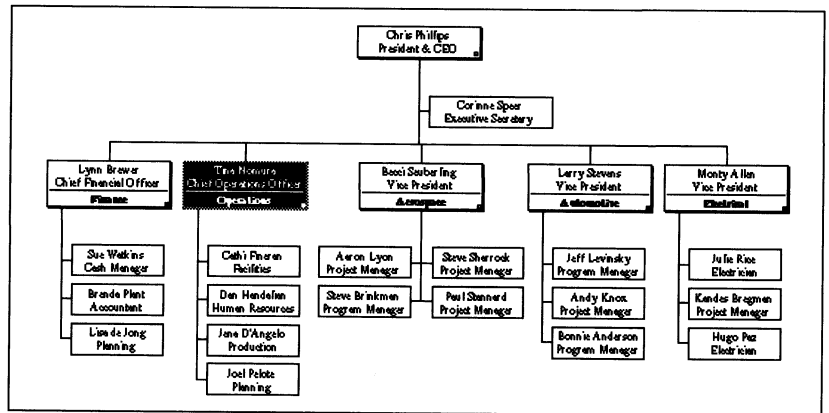 Chris Phillips
President & CEO
Corinne Speer
Executive Secretary
Lynn Brewer
Chief Financial Officer
Finance
Tina Nomura
Chief Operations Officer
Operations
Becci Sauberling
Vice President
Aerospace
Larry Stevens
Vice President
Automotive
Monty Allen
Vice President
Electrical
Sue Watkins
Cash Manager
Brenda Plant
Accountant
Lisa de Jong
Planning
Cathi Fineran
Facilities
Dan Handalian
Human Resources
Jana D'Angelo
Production
Joel Pelote
Planning
Aaron Lyon
Project Manager
Steve Sherrock
Project Manager
Steve Brinkman
Program Manager
Paul Stannard
Project Manager
Jeff Levinsky
Program Manager
Andy Knox
Project Manager
Bonnie Anderson
Program Manager
Julie Rice
Electrician
Bregman
Project Manager
Hugo Paz
Electrician